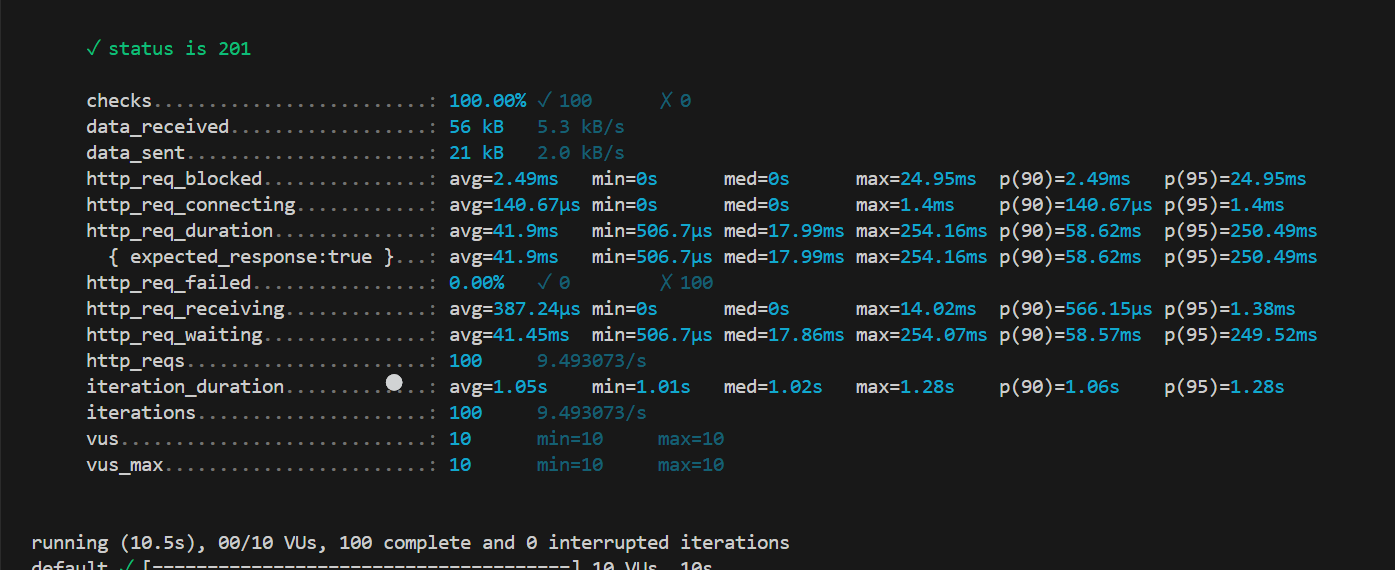 ✓ status is 201
checks.........................: 100.00% ✓ 100      ✗ 0
data_received..................: 56 kB   5.3 kB/s
data_sent......................: 21 kB   2.0 kB/s
http_req_blocked...............: avg=2.49ms   min=0s      med=0s      max=24.95ms  p(90)=2.49ms   p(95)=24.95ms
http_req_connecting............: avg=140.67µs min=0s      med=0s      max=1.4ms    p(90)=140.67µs p(95)=1.4ms
http_req_duration..............: avg=41.9ms   min=506.7µs med=17.99ms max=254.16ms p(90)=58.62ms  p(95)=250.49ms
{ expected_response:true }...: avg=41.9ms   min=506.7µs med=17.99ms max=254.16ms p(90)=58.62ms  p(95)=250.49ms
http_req_failed................: 0.00%   ✓ 0        ✗ 100
http_req_receiving.............: avg=387.24µs min=0s      med=0s      max=14.02ms  p(90)=566.15µs p(95)=1.38ms
http_req_waiting...............: avg=41.45ms  min=506.7µs med=17.86ms max=254.07ms p(90)=58.57ms  p(95)=249.52ms
http_reqs......................: 100     9.493073/s
iteration_duration.............: avg=1.05s    min=1.01s   med=1.02s   max=1.28s    p(90)=1.06s    p(95)=1.28s
iterations.....................: 100     9.493073/s
vus............................: 10      min=10     max=10
vus_max........................: 10      min=10     max=10
running (10.5s), 00/10 VUs, 100 complete and 0 interrupted iterations
default ✓ [======================================] 10 VUs  10s